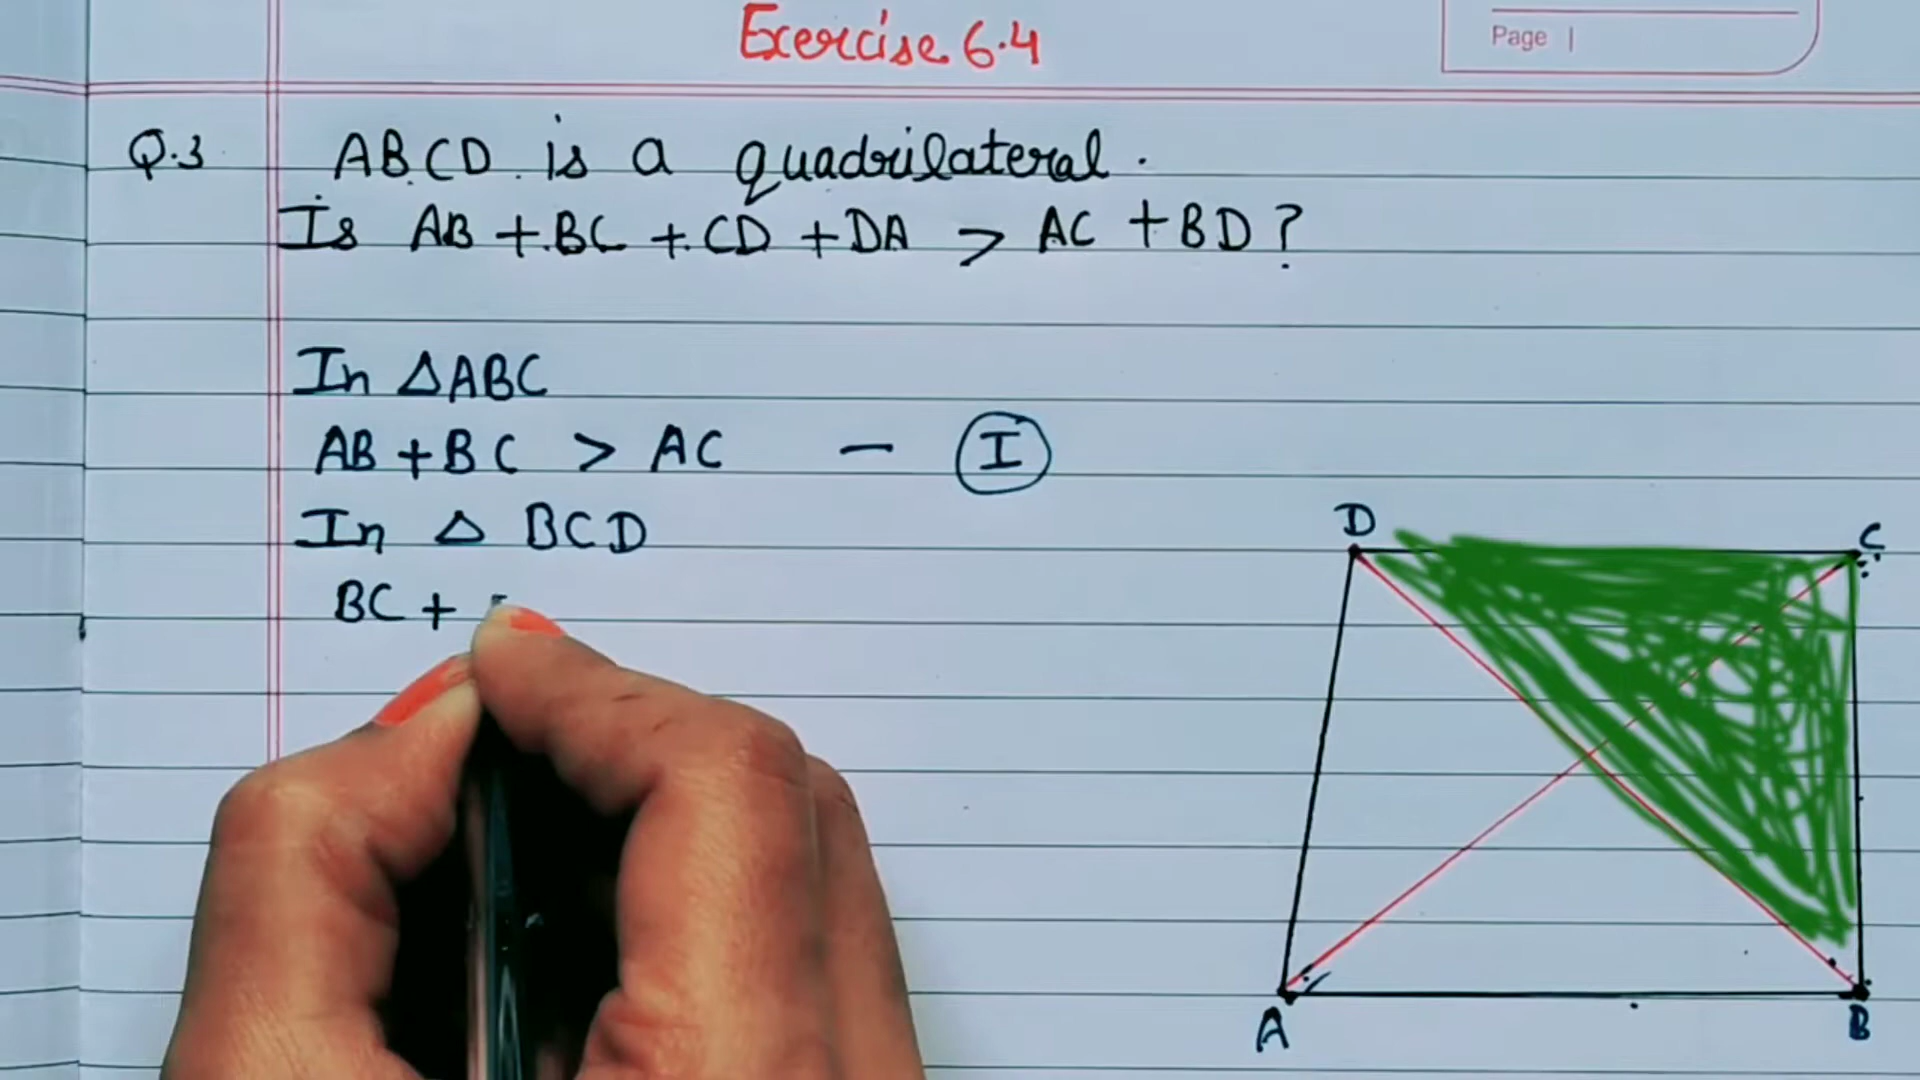 Exercise 6.4
Page
Q.3 ABCD is a quadrilateral.
Is AB + BC + CD + DA > AC + BD?
In △ABC
AB + BC > AC — I
In △ BCD
BC +
D
C
A
B